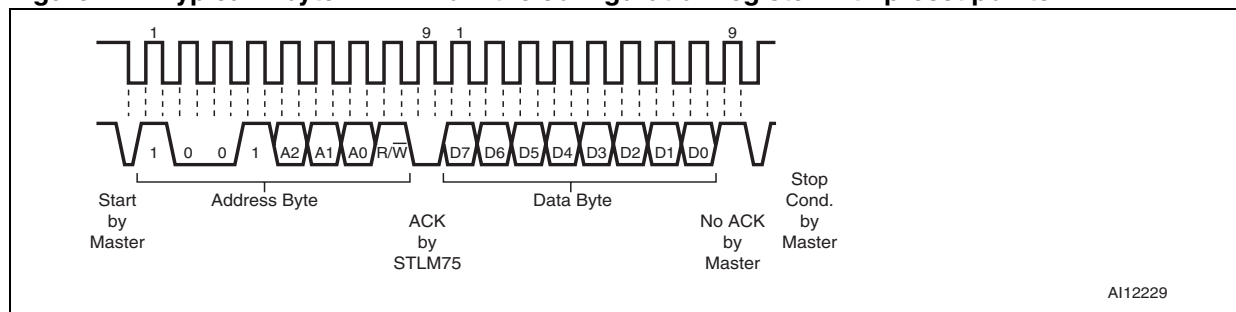 1 9 1 9
1 0 0 1 A2 A1 A0 R/W̅ D7 D6 D5 D4 D3 D2 D1 D0
Start
by
Master
Address Byte
ACK
by
STLM75
Data Byte
No ACK
by
Master
Stop
Cond.
by
Master
AI12229